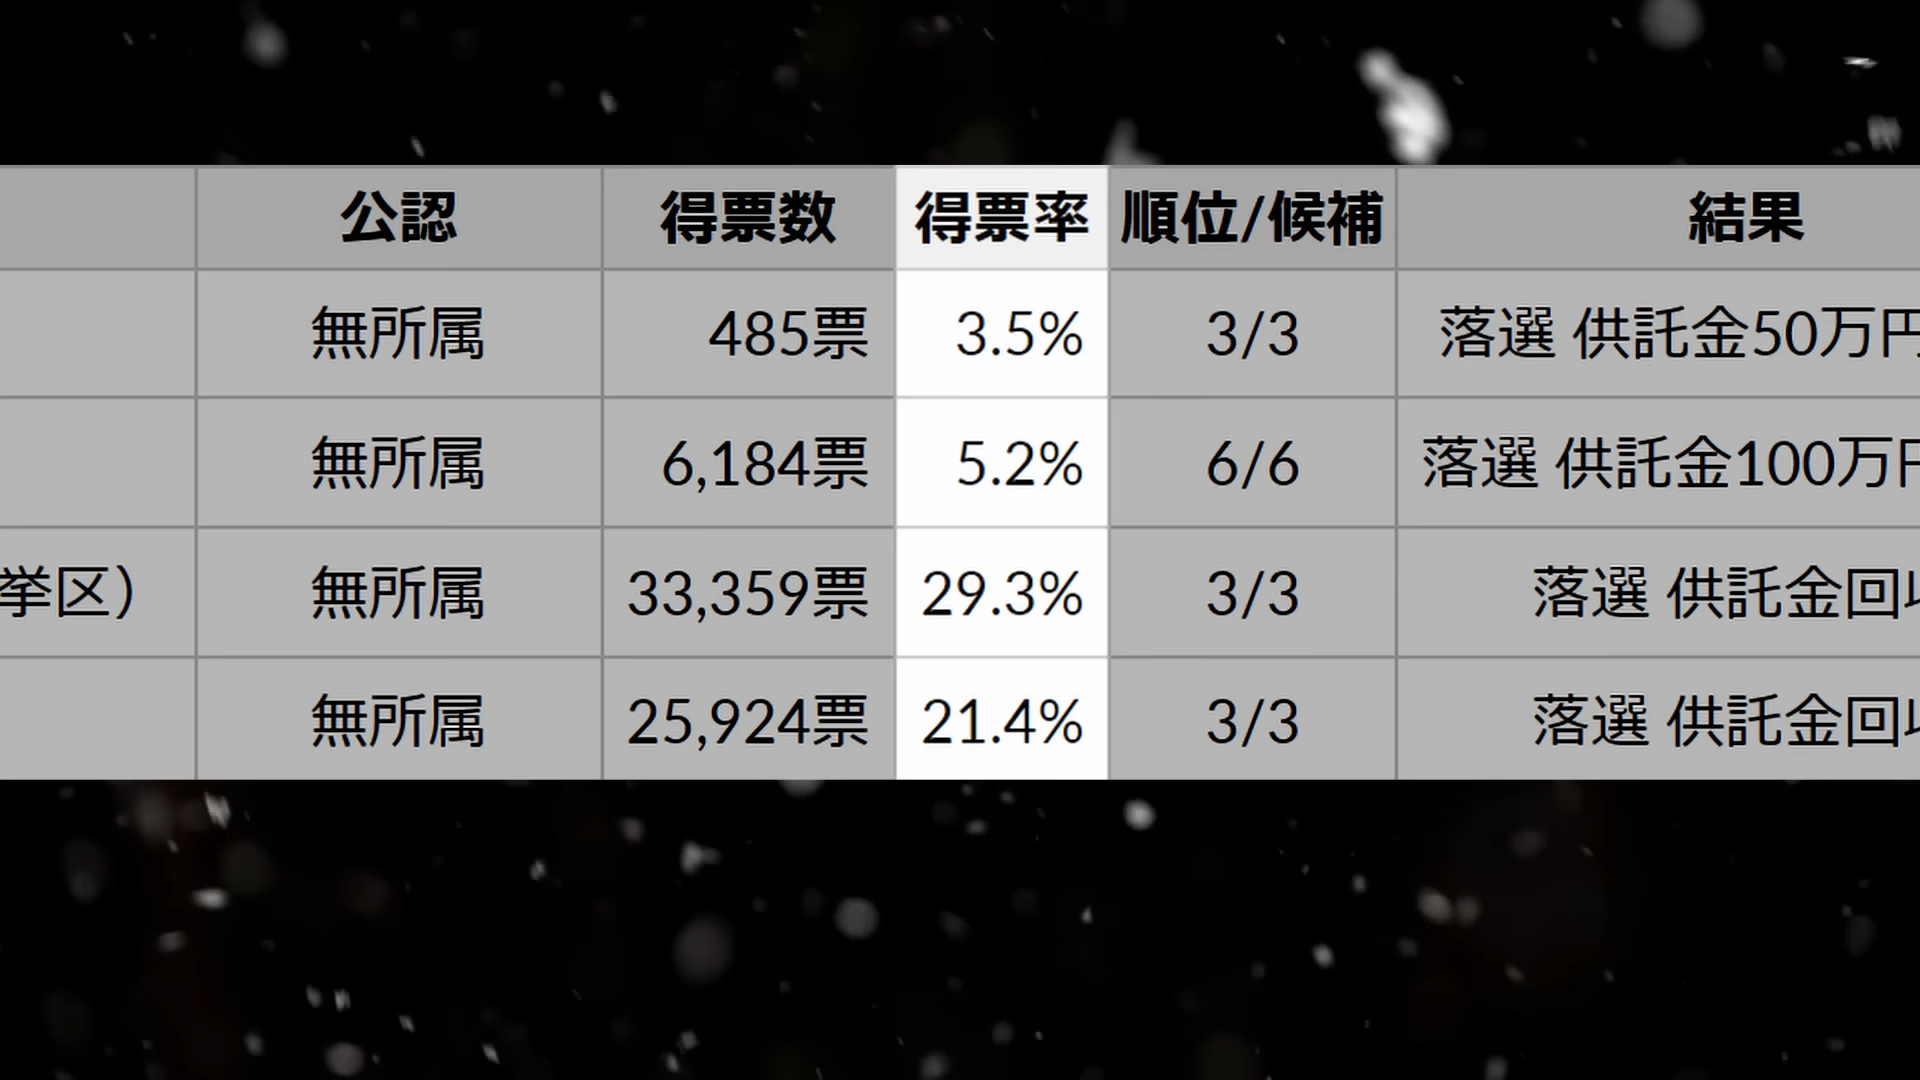 公認 得票数 得票率 順位/候補 結果
無所属 485票 3.5% 3/3 落選 供託金50万円
無所属 6,184票 5.2% 6/6 落選 供託金100万円
挙区） 無所属 33,359票 29.3% 3/3 落選 供託金回
無所属 25,924票 21.4% 3/3 落選 供託金回